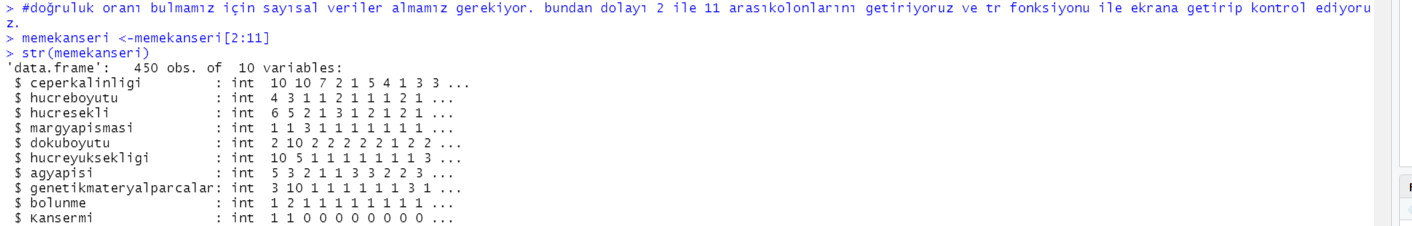 > #doğruluk oranı bulmamız için sayısal veriler almamız gerekiyor. bundan dolayı 2 ile 11 arasıkolonlarını getiriyoruz ve tr fonksiyonu ile ekrana getirip kontrol ediyoru
z.
> memekanseri <-memekanseri[2:11]
> str(memekanseri)
'data.frame':	450 obs. of  10 variables:
 $ ceperkalinligi         : int  10 10 7 2 1 5 4 1 3 3 ...
 $ hucreboyutu            : int  4 3 1 1 2 1 1 1 2 1 ...
 $ hucresekli             : int  6 5 2 1 3 1 2 1 2 1 ...
 $ margyapismasi          : int  1 1 3 1 1 1 1 1 1 1 ...
 $ dokuboyutu             : int  2 10 2 2 2 2 2 1 2 2 ...
 $ hucreyuksekligi        : int  10 5 1 1 1 1 1 1 1 3 ...
 $ agyapisi               : int  5 3 2 1 1 3 3 2 2 3 ...
 $ genetikmateryalparcalar: int  3 10 1 1 1 1 1 1 3 1 ...
 $ bolunme                : int  1 2 1 1 1 1 1 1 1 1 ...
 $ Kansermi               : int  1 1 0 0 0 0 0 0 0 0 ...